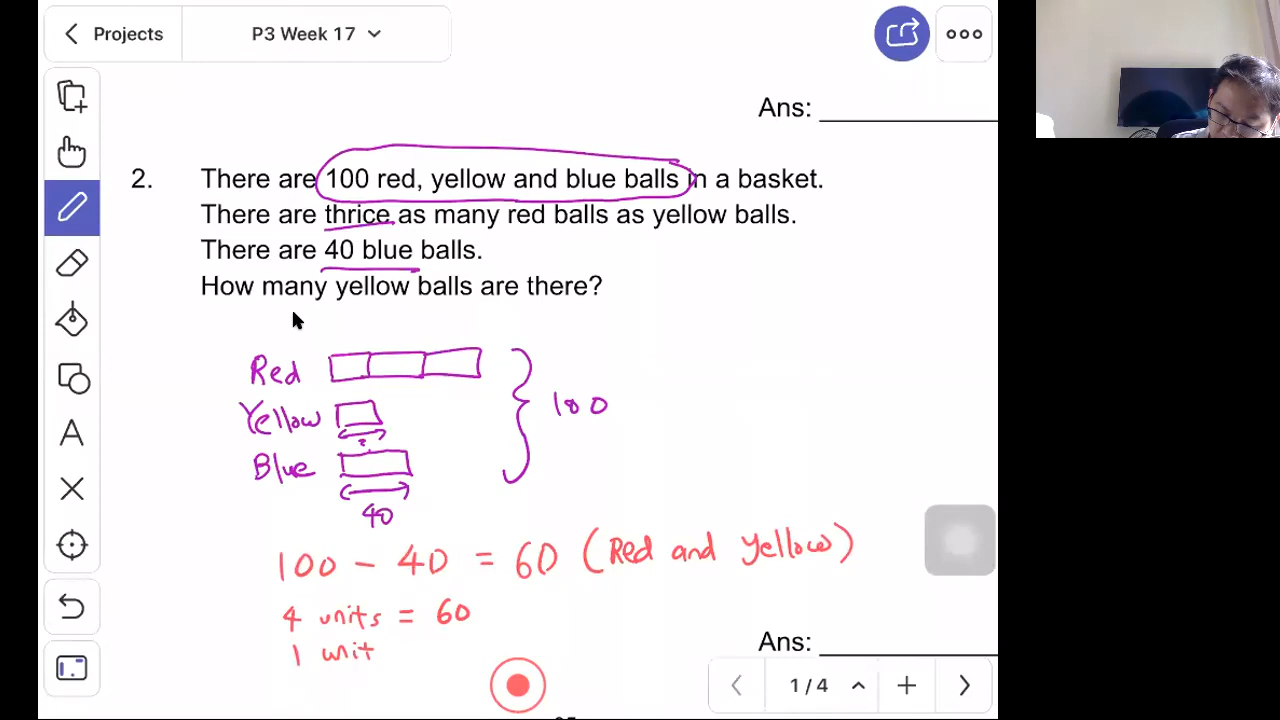 Projects
P3 Week 17
Ans:
2. There are 100 red, yellow and blue balls in a basket.
There are thrice as many red balls as yellow balls.
There are 40 blue balls.
How many yellow balls are there?
Red
100
Yellow
?
Blue
40
100 - 40 = 60 (Red and Yellow)
4 units = 60
1 unit
A
Ans:
1 / 4